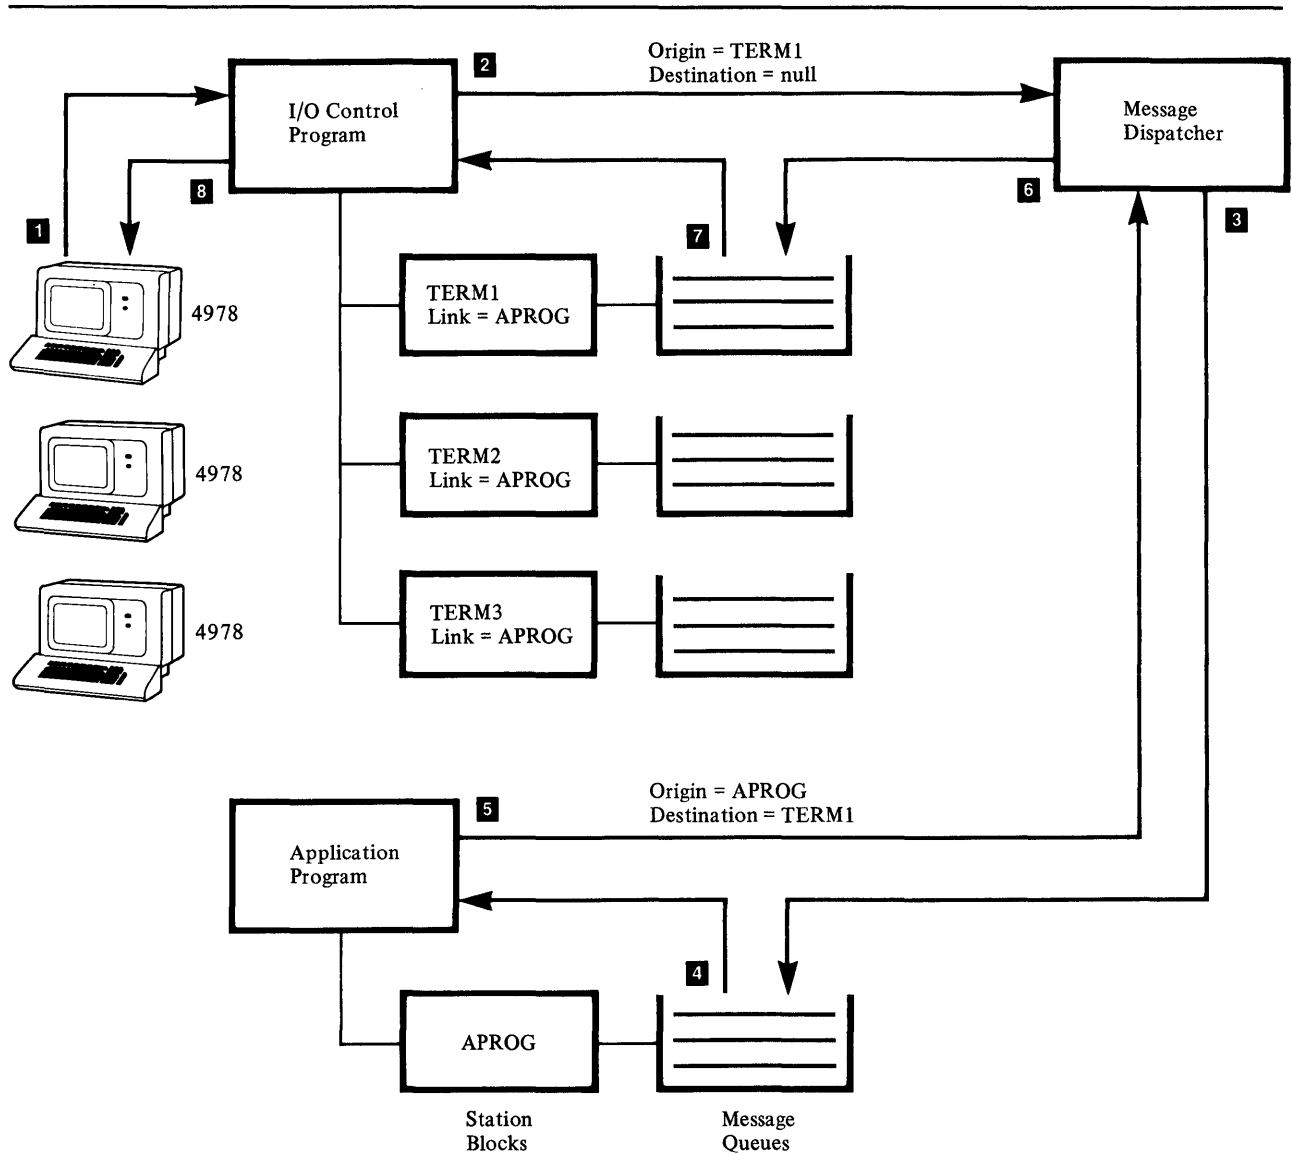 2
Origin = TERM1
Destination = null
I/O Control
Program
Message
Dispatcher
8
6
1
7
3
4978
TERM1
Link = APROG
4978
TERM2
Link = APROG
4978
TERM3
Link = APROG
5
Origin = APROG
Destination = TERM1
Application
Program
4
APROG
Station
Blocks
Message
Queues